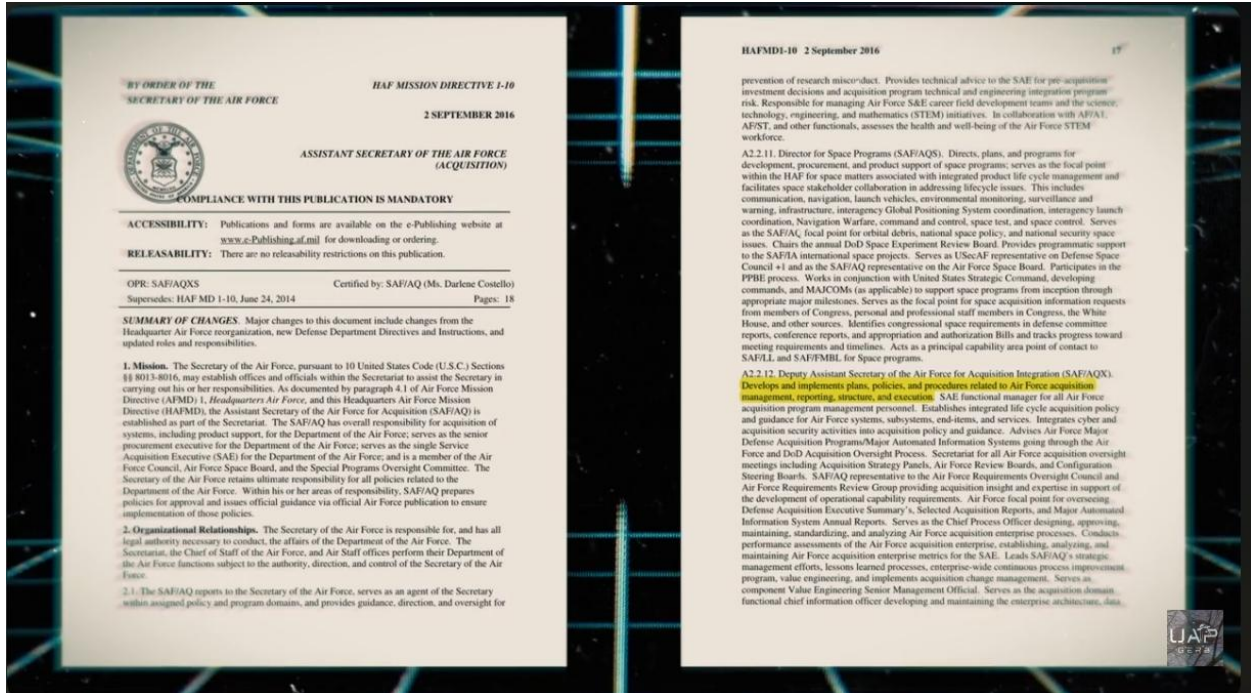 BY ORDER OF THE
SECRETARY OF THE AIR FORCE
HAF MISSION DIRECTIVE 1-10
2 SEPTEMBER 2016
ASSISTANT SECRETARY OF THE AIR FORCE
(ACQUISITION)
COMPLIANCE WITH THIS PUBLICATION IS MANDATORY
ACCESSIBILITY: Publications and forms are available on the e-Publishing website at
www.e-Publishing.af.mil for downloading or ordering.
RELEASABILITY: There are no releasability restrictions on this publication.
OPR: SAF/AQXS Certified by: SAF/AQ (Ms. Darlene Costello)
Supersedes: HAF MD 1-10, June 24, 2014 Pages: 18
SUMMARY OF CHANGES. Major changes to this document include changes from the
Headquarter Air Force reorganization, new Defense Department Directives and Instructions, and
updated roles and responsibilities.
1. Mission. The Secretary of the Air Force, pursuant to 10 United States Code (U.S.C.) Sections
§§ 8013-8016, may establish offices and officials within the Secretariat to assist the Secretary in
carrying out his or her responsibilities. As documented by paragraph 4.1 of Air Force Mission
Directive (AFMD) 1, Headquarters Air Force, and this Headquarters Air Force Mission
Directive (HAFMD), the Assistant Secretary of the Air Force for Acquisition (SAF/AQ) is
established as part of the Secretariat. The SAF/AQ has overall responsibility for acquisition of
systems, including product support, for the Department of the Air Force; serves as the senior
procurement executive for the Department of the Air Force; serves as the single Service
Acquisition Executive (SAE) for the Department of the Air Force; and is a member of the Air
Force Council, Air Force Space Board, and the Special Programs Oversight Committee. The
Secretary of the Air Force retains ultimate responsibility for all policies related to the
Department of the Air Force. Within his or her areas of responsibility, SAF/AQ prepares
policies for approval and issues official guidance via official Air Force publication to ensure
implementation of those policies.
2. Organizational Relationships. The Secretary of the Air Force is responsible for, and has all
legal authority necessary to conduct, the affairs of the Department of the Air Force. The
Secretariat, the Chief of Staff of the Air Force, and Air Staff offices perform their Department of
the Air Force functions subject to the authority, direction, and control of the Secretary of the Air
Force.
2.1. The SAF/AQ reports to the Secretary of the Air Force, serves as an agent of the Secretary
within assigned policy and program domains, and provides guidance, direction, and oversight for
HAFMD1-10 2 September 2016 17
prevention of research misconduct. Provides technical advice to the SAE for pre-acquisition
investment decisions and acquisition program technical and engineering integration program
risk. Responsible for managing Air Force S&E career field development teams and the science,
technology, engineering, and mathematics (STEM) initiatives. In collaboration with AF/A1,
AF/ST, and other functionals, assesses the health and well-being of the Air Force STEM
workforce.
A2.2.11. Director for Space Programs (SAF/AQS). Directs, plans, and programs for
development, procurement, and product support of space programs; serves as the focal point
within the HAF for space matters associated with integrated product life cycle management and
facilitates space stakeholder collaboration in addressing lifecycle issues. This includes
communication, navigation, launch vehicles, environmental monitoring, surveillance and
warning, infrastructure, interagency Global Positioning System coordination, interagency launch
coordination, Navigation Warfare, command and control, space test, and space control. Serves
as the SAF/AQ focal point for orbital debris, national space policy, and national security space
issues. Chairs the annual DoD Space Experiment Review Board. Provides programmatic support
to the SAF/IA international space projects. Serves as USecAF representative on Defense Space
Council +1 and as the SAF/AQ representative on the Air Force Space Board. Participates in the
PPBE process. Works in conjunction with United States Strategic Command, developing
commands, and MAJCOMs (as applicable) to support space programs from inception through
appropriate major milestones. Serves as the focal point for space acquisition information requests
from members of Congress, personal and professional staff members in Congress, the White
House, and other sources. Identifies congressional space requirements in defense committee
reports, conference reports, and appropriation and authorization Bills and tracks progress toward
meeting requirements and timelines. Acts as a principal capability area point of contact to
SAF/LL and SAF/FMBL for Space programs.
A2.2.12. Deputy Assistant Secretary of the Air Force for Acquisition Integration (SAF/AQX).
Develops and implements plans, policies, and procedures related to Air Force acquisition
management, reporting, structure, and execution. SAE functional manager for all Air Force
acquisition program management personnel. Establishes integrated life cycle acquisition policy
and guidance for Air Force systems, subsystems, end-items, and services. Integrates cyber and
acquisition security activities into acquisition policy and guidance. Advises Air Force Major
Defense Acquisition Programs/Major Automated Information Systems going through the Air
Force and DoD Acquisition Oversight Process. Secretariat for all Air Force acquisition oversight
meetings including Acquisition Strategy Panels, Air Force Review Boards, and Configuration
Steering Boards. SAF/AQ representative to the Air Force Requirements Oversight Council and
Air Force Requirements Review Group providing acquisition insight and expertise in support of
the development of operational capability requirements. Air Force focal point for overseeing
Defense Acquisition Executive Summary's, Selected Acquisition Reports, and Major Automated
Information System Annual Reports. Serves as the Chief Process Officer designing, approving,
maintaining, standardizing, and analyzing Air Force acquisition enterprise processes. Conducts
performance assessments of the Air Force acquisition enterprise, establishing, analyzing, and
maintaining Air Force acquisition enterprise metrics for the SAE. Leads SAF/AQ's strategic
management efforts, lessons learned processes, enterprise-wide continuous process improvement
program, value engineering, and implements acquisition change management. Serves as
component Value Engineering Senior Management Official. Serves as the acquisition domain
functional chief information officer developing and maintaining the enterprise architecture, data
UAP
GERB